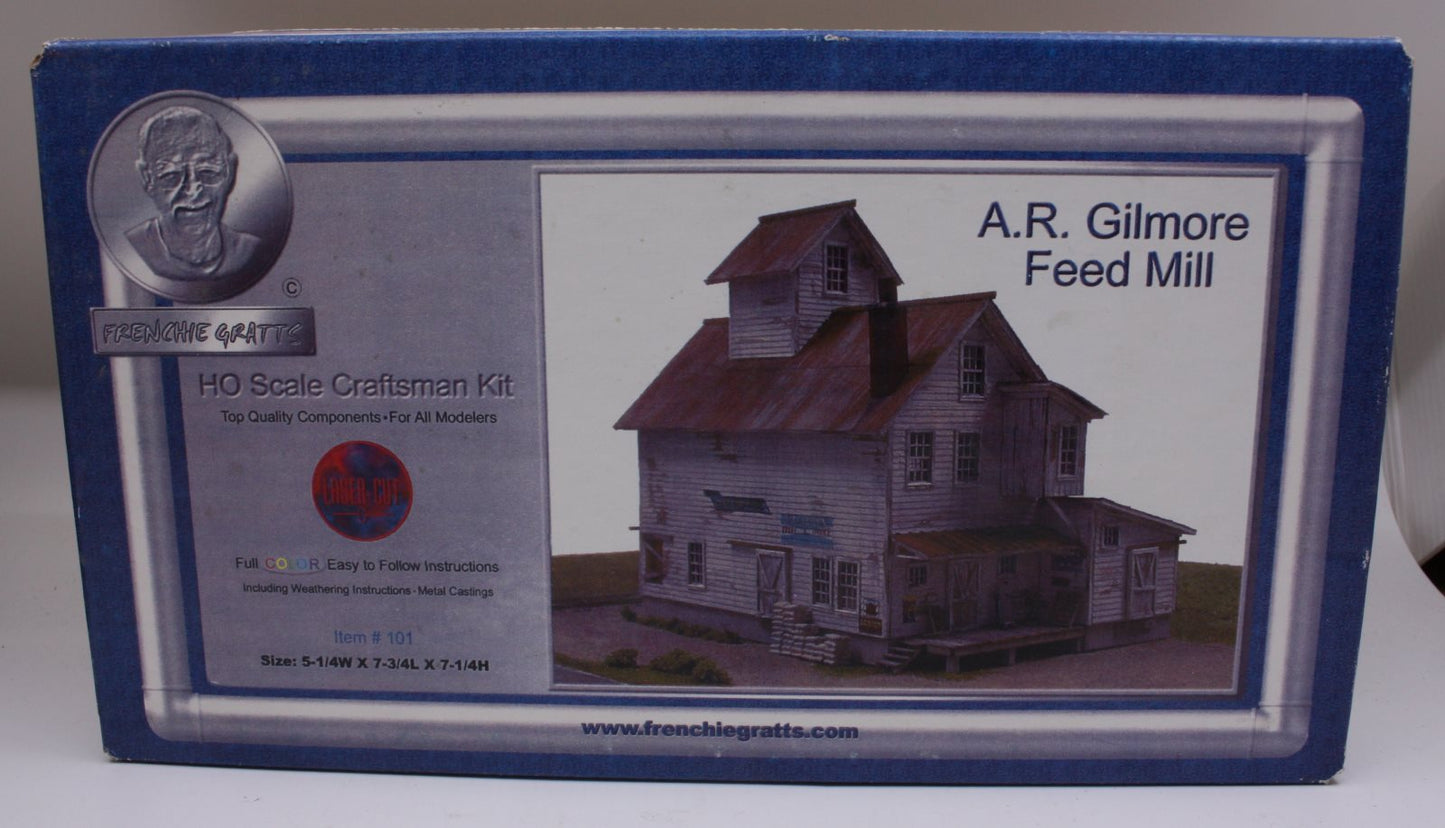 ©
FRENCHIE GRATTS
HO Scale Craftsman Kit
Top Quality Components•For All Modelers
LASER-CUT
Full COLOR Easy to Follow Instructions
Including Weathering Instructions-Metal Castings
Item # 101
Size: 5-1/4W X 7-3/4L X 7-1/4H
A.R. Gilmore
Feed Mill
www.frenchiegratts.com